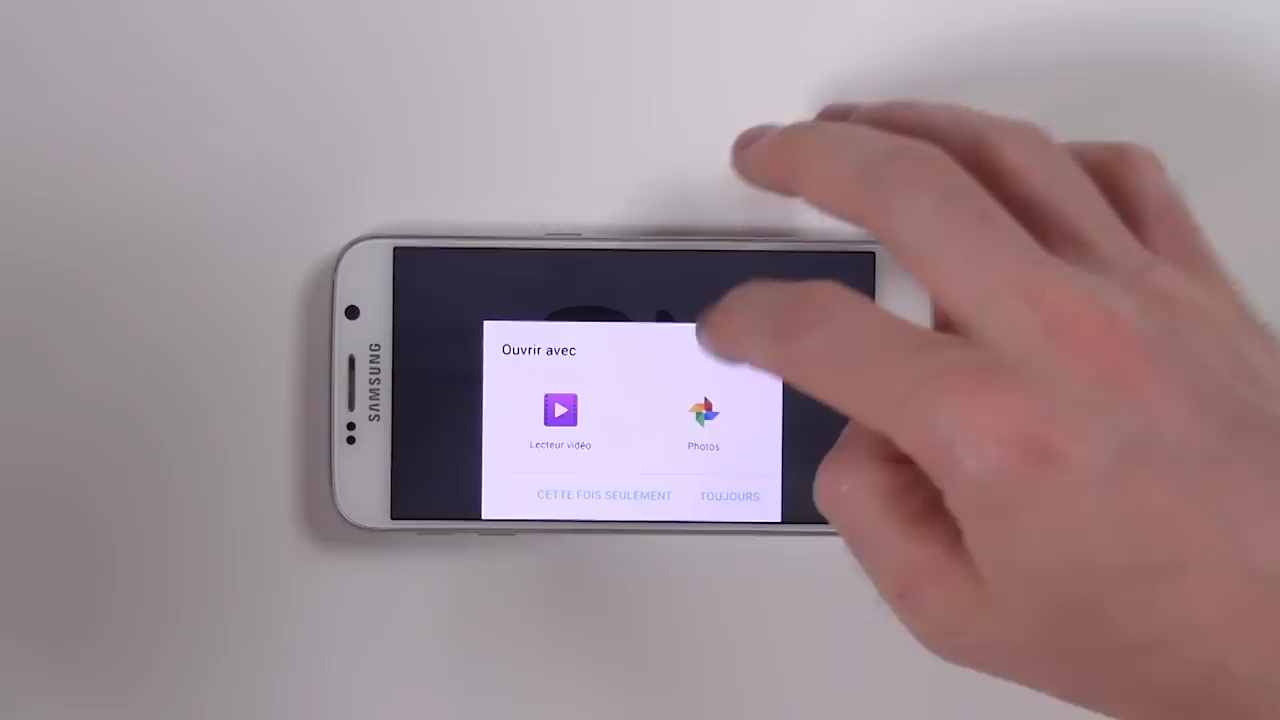 SAMSUNG
Ouvrir avec
Lecteur vidéo
Photos
CETTE FOIS SEULEMENT
TOUJOURS